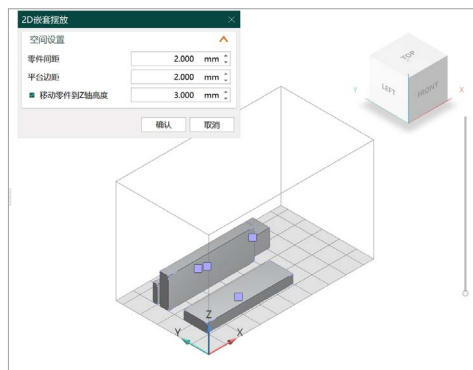 2D嵌套摆放
空间设置
零件间距 2.000 mm
平台边距 2.000 mm
移动零件到Z轴高度 3.000 mm
确认 取消
TOP
LEFT FRONT
Y X
Z
Y X